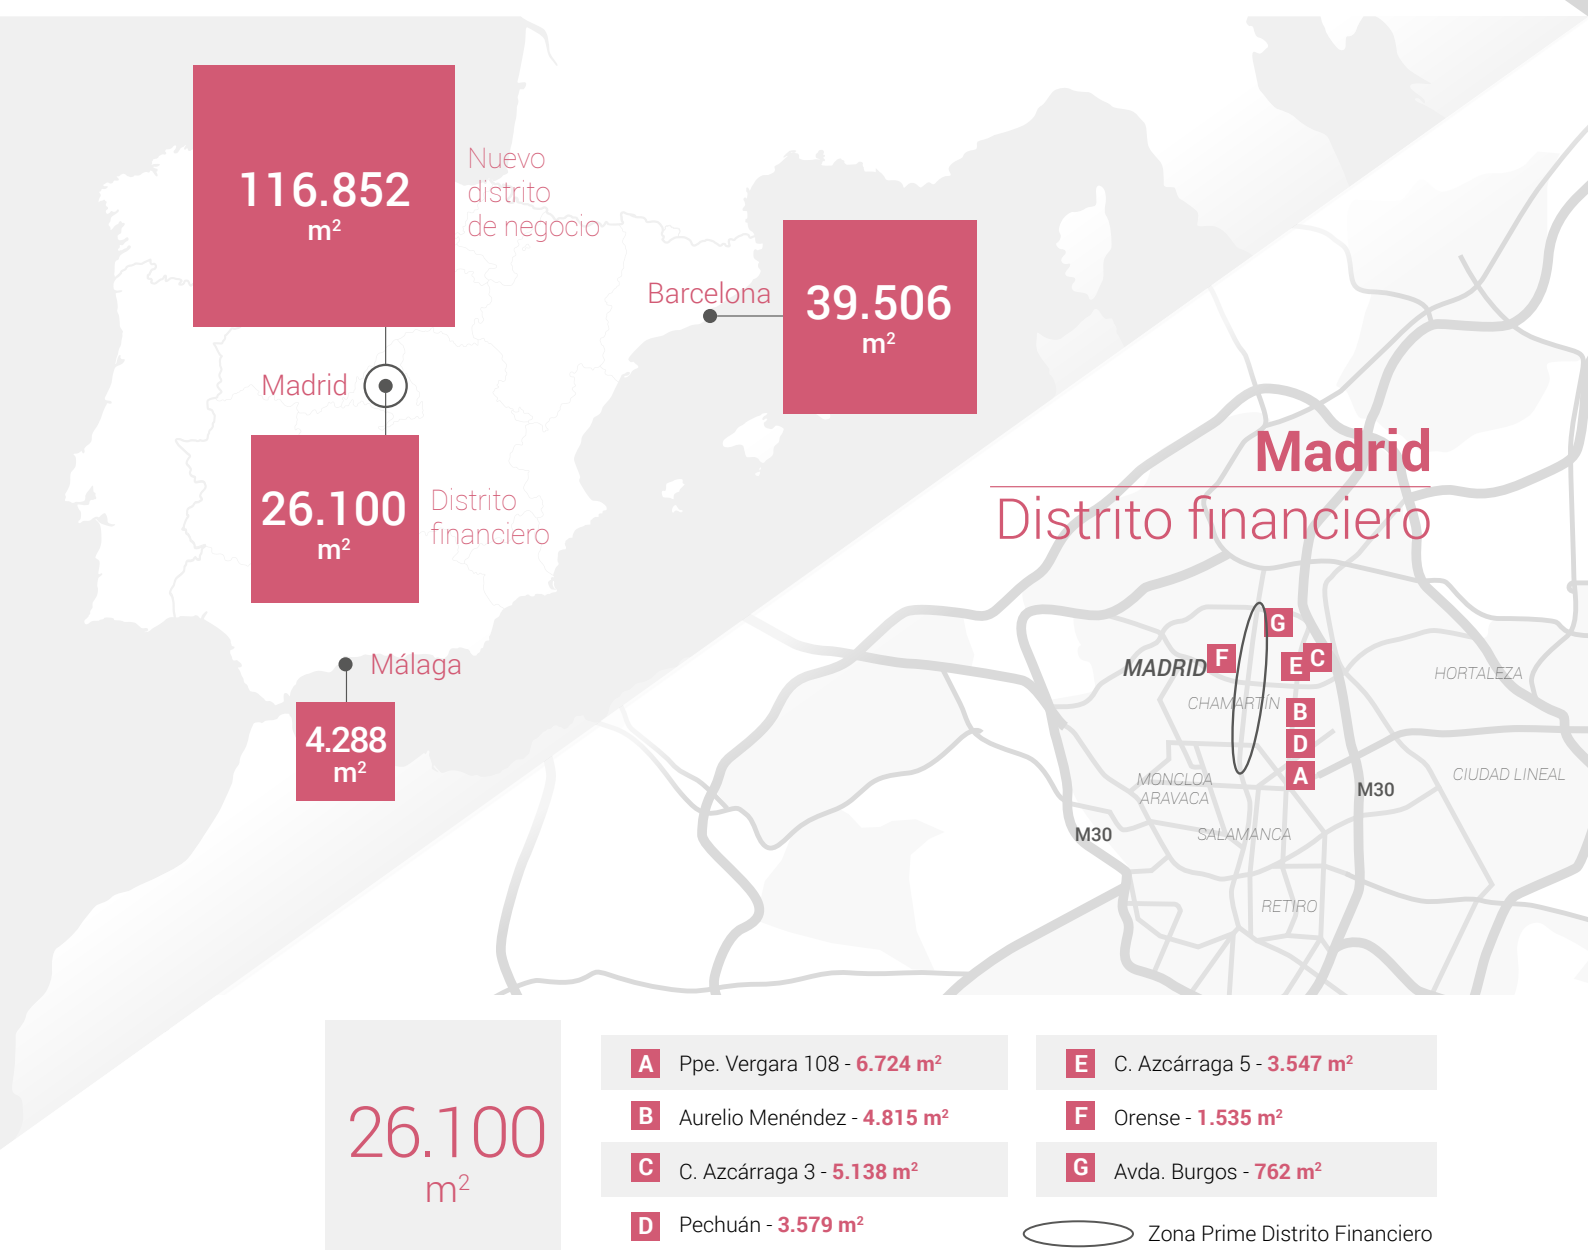 116.852
m²
Nuevo
distrito
de negocio
Barcelona
39.506
m²
Madrid
26.100
m²
Distrito
financiero
Málaga
4.288
m²
Madrid
Distrito financiero
G
F
E
C
MADRID
HORTALEZA
CHAMARTÍN
B
D
A
MONCLOA
ARAVACA
M30
CIUDAD LINEAL
M30
SALAMANCA
RETIRO
26.100
m²
A Ppe. Vergara 108 - 6.724 m²
B Aurelio Menéndez - 4.815 m²
C C. Azcárraga 3 - 5.138 m²
D Pechuán - 3.579 m²
E C. Azcárraga 5 - 3.547 m²
F Orense - 1.535 m²
G Avda. Burgos - 762 m²
Zona Prime Distrito Financiero